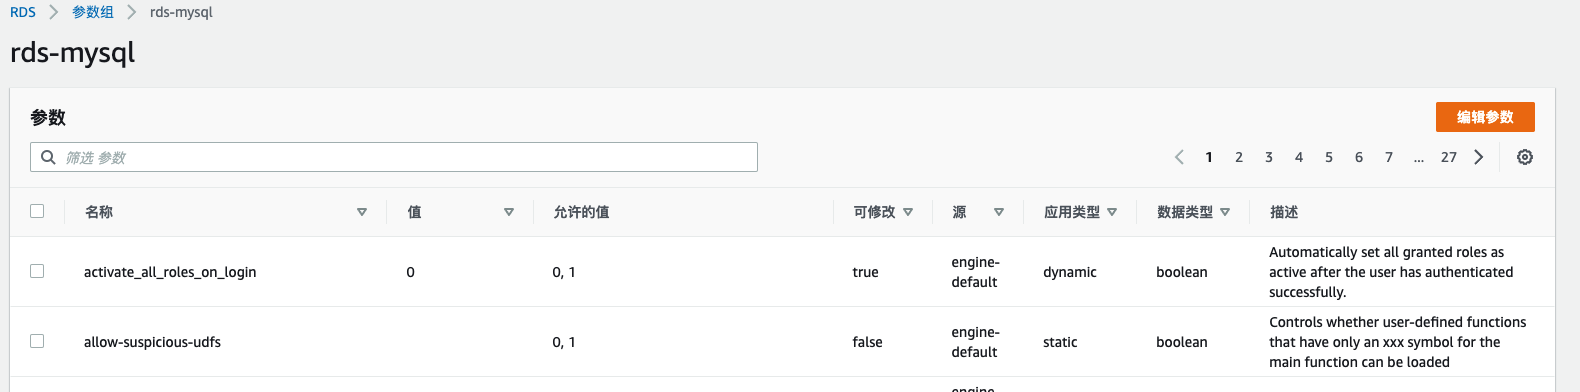 RDS 参数组 rds-mysql
rds-mysql
参数
编辑参数
筛选 参数
1 2 3 4 5 6 7 ... 27
名称 值 允许的值 可修改 源 应用类型 数据类型 描述
activate_all_roles_on_login 0 0, 1 true engine-default dynamic boolean Automatically set all granted roles as
active after the user has authenticated
successfully.
allow-suspicious-udfs 0, 1 false engine-default static boolean Controls whether user-defined functions
that have only an xxx symbol for the
main function can be loaded
engine-